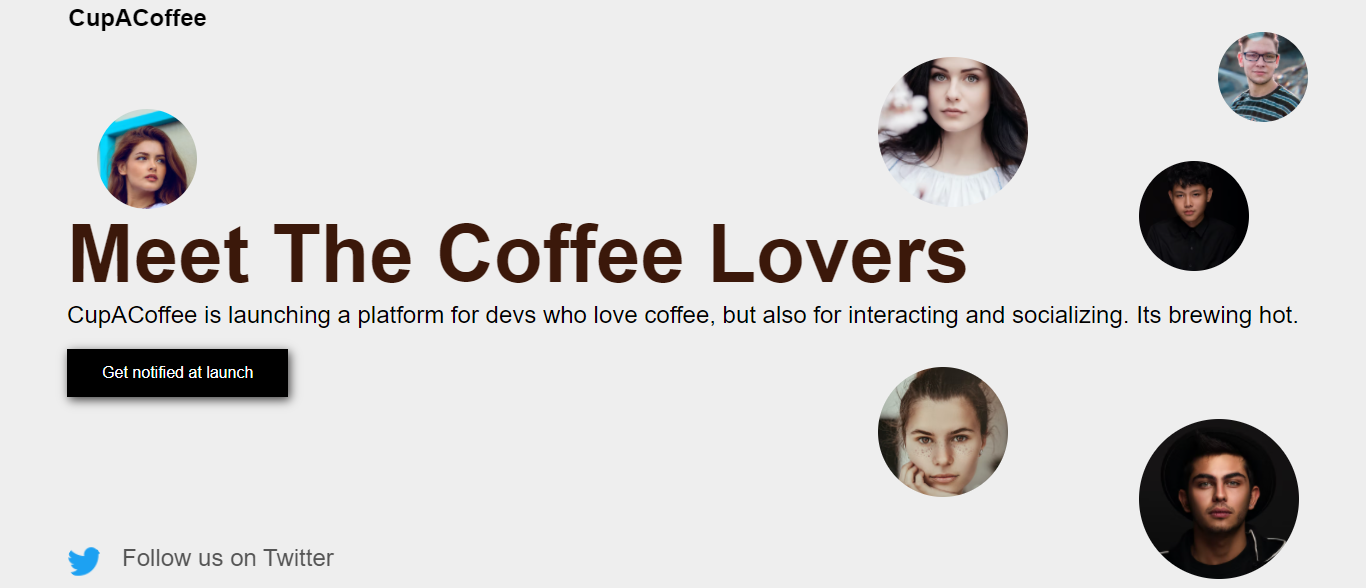 CupACoffee
Meet The Coffee Lovers
CupACoffee is launching a platform for devs who love coffee, but also for interacting and socializing. Its brewing hot.
Get notified at launch
Follow us on Twitter